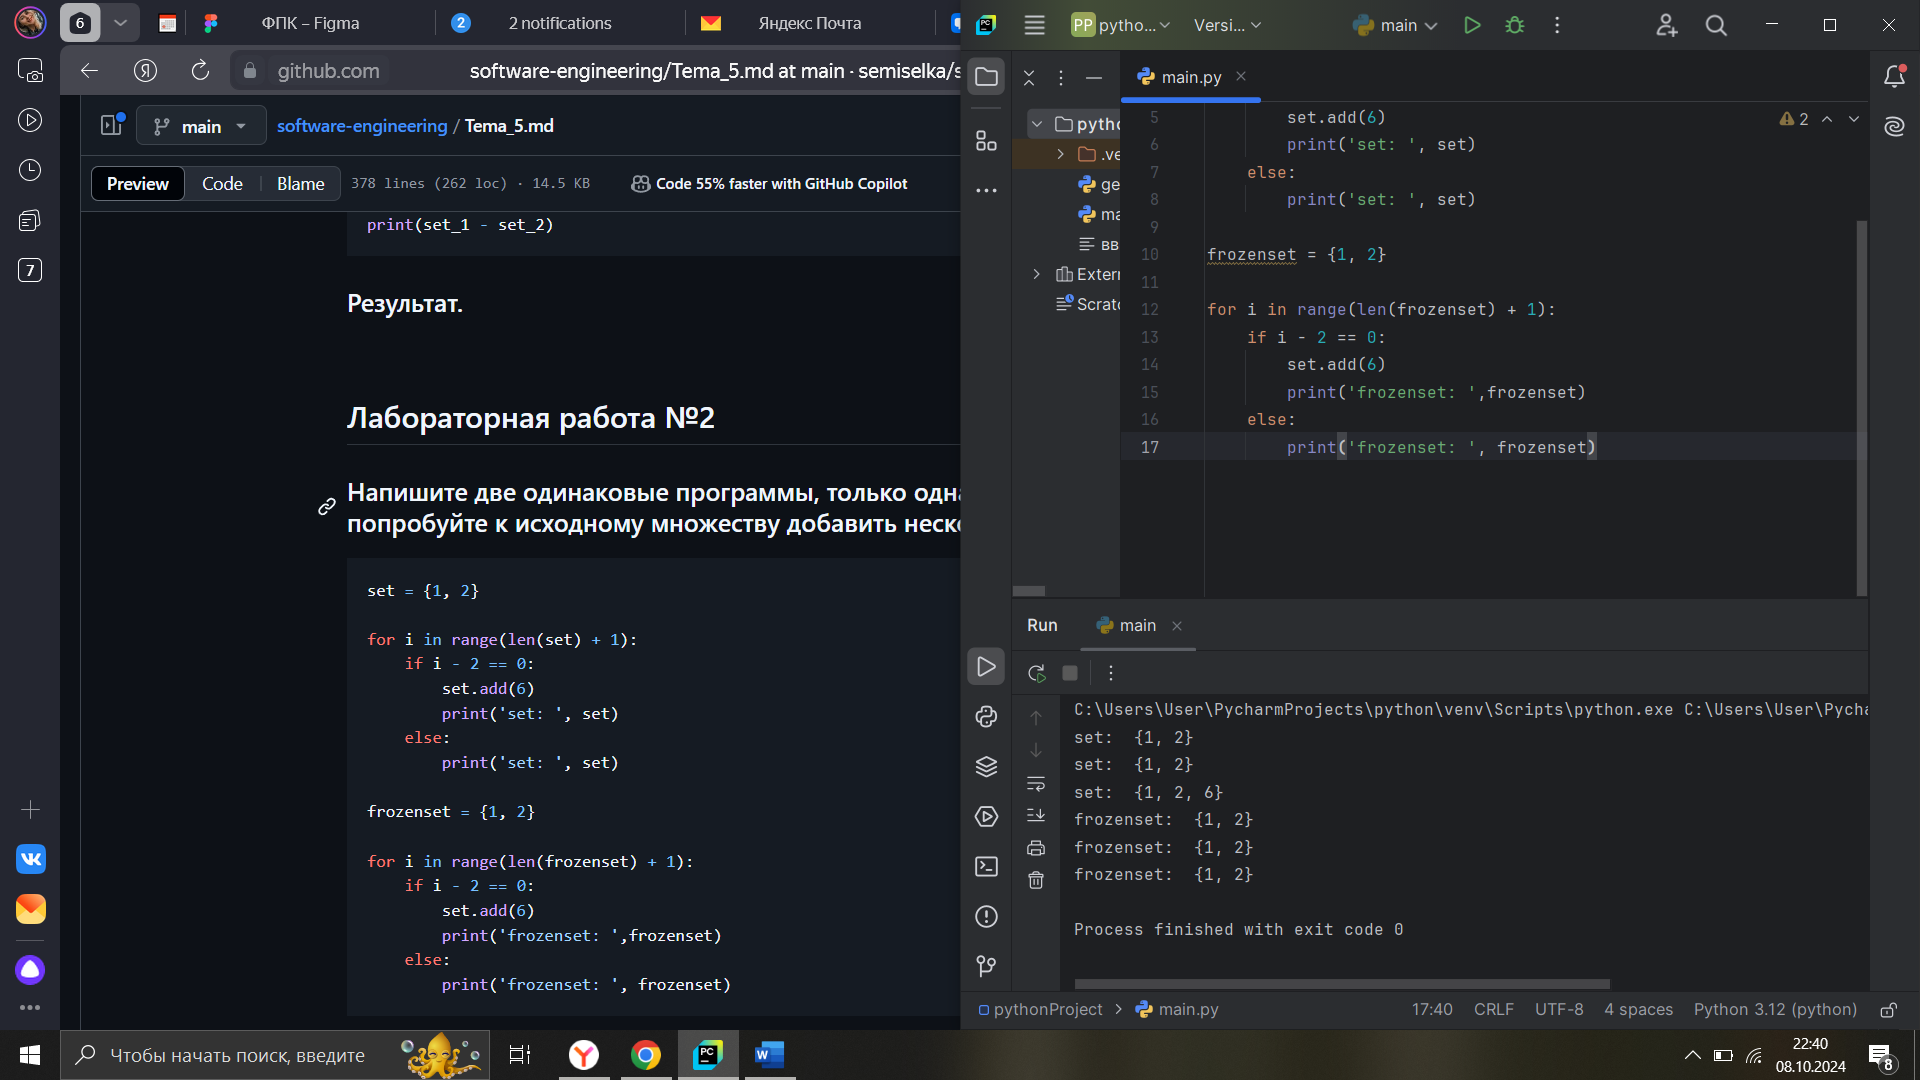 6
ФПК – Figma
2
2 notifications
Яндекс Почта
github.com
software-engineering/Tema_5.md at main · semiselka/s
7
main
software-engineering / Tema_5.md
Preview
Code
Blame
378 lines (262 loc) · 14.5 KB
Code 55% faster with GitHub Copilot
print(set_1 - set_2)
Результат.
Лабораторная работа №2
Напишите две одинаковые программы, только одна
попробуйте к исходному множеству добавить неск
set = {1, 2}
for i in range(len(set) + 1):
    if i - 2 == 0:
        set.add(6)
        print('set: ', set)
    else:
        print('set: ', set)
frozenset = {1, 2}
for i in range(len(frozenset) + 1):
    if i - 2 == 0:
        set.add(6)
        print('frozenset: ',frozenset)
    else:
        print('frozenset: ', frozenset)
PC
PP
pytho...
Versi...
main
main.py
pytho
.ve
ge
ma
вв
Exterr
Scratc
2
5         set.add(6)
6         print('set: ', set)
7     else:
8         print('set: ', set)
9
10 frozenset = {1, 2}
11
12 for i in range(len(frozenset) + 1):
13     if i - 2 == 0:
14         set.add(6)
15         print('frozenset: ',frozenset)
16     else:
17         print('frozenset: ', frozenset)
Run
main
C:\Users\User\PycharmProjects\python\venv\Scripts\python.exe C:\Users\User\Pycha
set:  {1, 2}
set:  {1, 2}
set:  {1, 2, 6}
frozenset:  {1, 2}
frozenset:  {1, 2}
frozenset:  {1, 2}
Process finished with exit code 0
pythonProject > main.py
17:40
CRLF
UTF-8
4 spaces
Python 3.12 (python)
Чтобы начать поиск, введите
22:40
08.10.2024
8